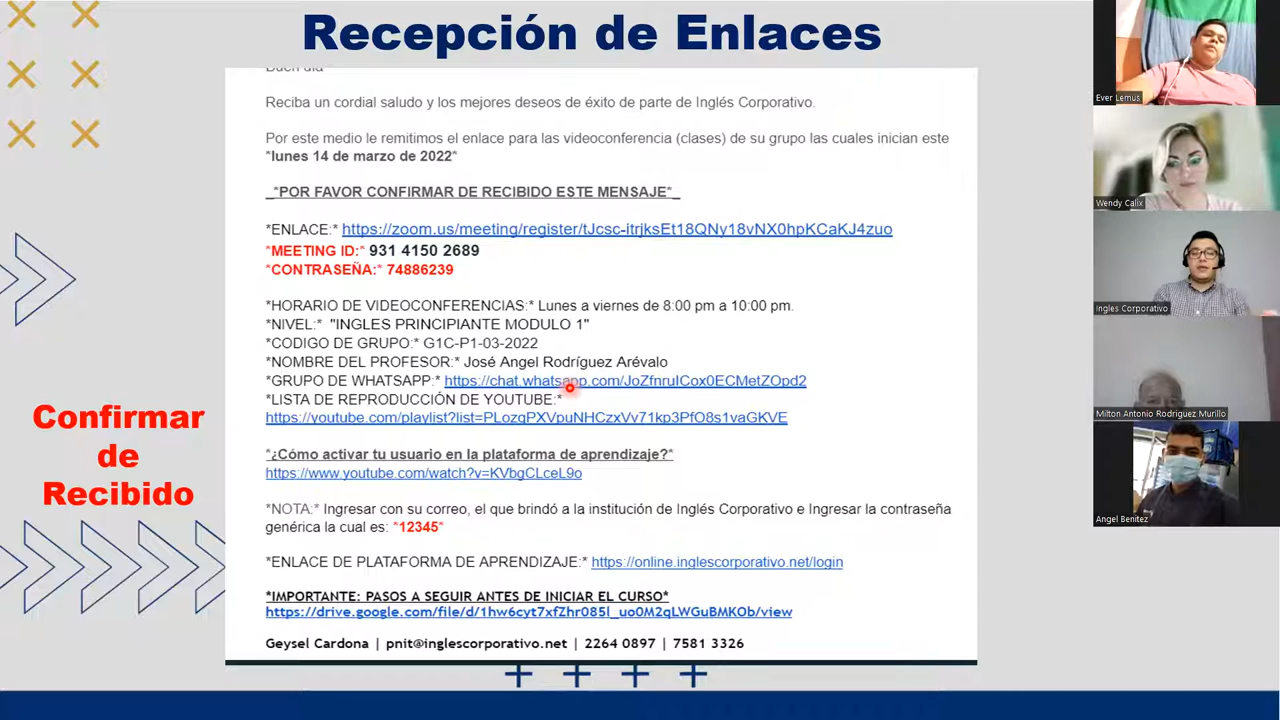 Recepción de Enlaces
Buen día
Reciba un cordial saludo y los mejores deseos de éxito de parte de Inglés Corporativo.
Por este medio le remitimos el enlace para las videoconferencia (clases) de su grupo las cuales inician este
*lunes 14 de marzo de 2022*
_*POR FAVOR CONFIRMAR DE RECIBIDO ESTE MENSAJE*_
*ENLACE:* https://zoom.us/meeting/register/tJcsc-itrjksEt18QNy18vNX0hpKCaKJ4zuo
*MEETING ID:* 931 4150 2689
*CONTRASEÑA:* 74886239
*HORARIO DE VIDEOCONFERENCIAS:* Lunes a viernes de 8:00 pm a 10:00 pm.
*NIVEL:* "INGLES PRINCIPIANTE MODULO 1"
*CODIGO DE GRUPO:* G1C-P1-03-2022
*NOMBRE DEL PROFESOR:* José Angel Rodríguez Arévalo
*GRUPO DE WHATSAPP:* https://chat.whatsapp.com/JoZfnruICox0ECMetZOpd2
*LISTA DE REPRODUCCIÓN DE YOUTUBE:*
https://youtube.com/playlist?list=PLozqPXVpuNHCzxVv71kp3PfO8s1vaGKVE
*¿Cómo activar tu usuario en la plataforma de aprendizaje?*
https://www.youtube.com/watch?v=KVbgCLceL9o
*NOTA:* Ingresar con su correo, el que brindó a la institución de Inglés Corporativo e Ingresar la contraseña
genérica la cual es: *12345*
*ENLACE DE PLATAFORMA DE APRENDIZAJE:* https://online.inglescorporativo.net/login
*IMPORTANTE: PASOS A SEGUIR ANTES DE INICIAR EL CURSO*
https://drive.google.com/file/d/1hw6cyt7xfZhr085l_uo0M2qLWGuBMKOb/view
Geysel Cardona | pnit@inglescorporativo.net | 2264 0897 | 7581 3326
Confirmar
de
Recibido
Ever Lemus
Wendy Calix
Ingles Corporativo
Milton Antonio Rodriguez Murillo
Angel Benitez